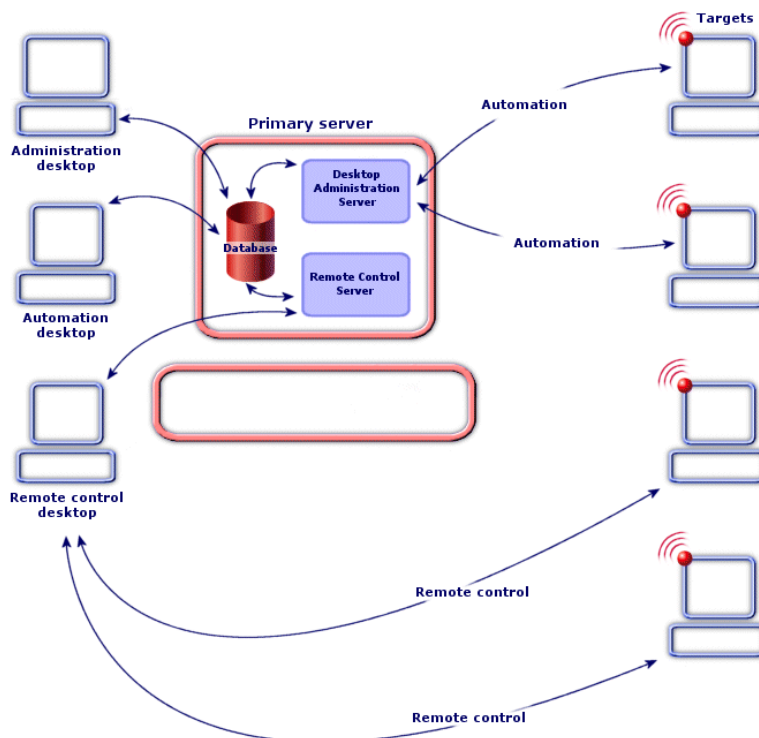 Targets
Automation
Primary server
Administration
desktop
Desktop
Administration
Server
Database
Automation
Remote Control
Server
Automation
desktop
Remote control
desktop
Remote control
Remote control